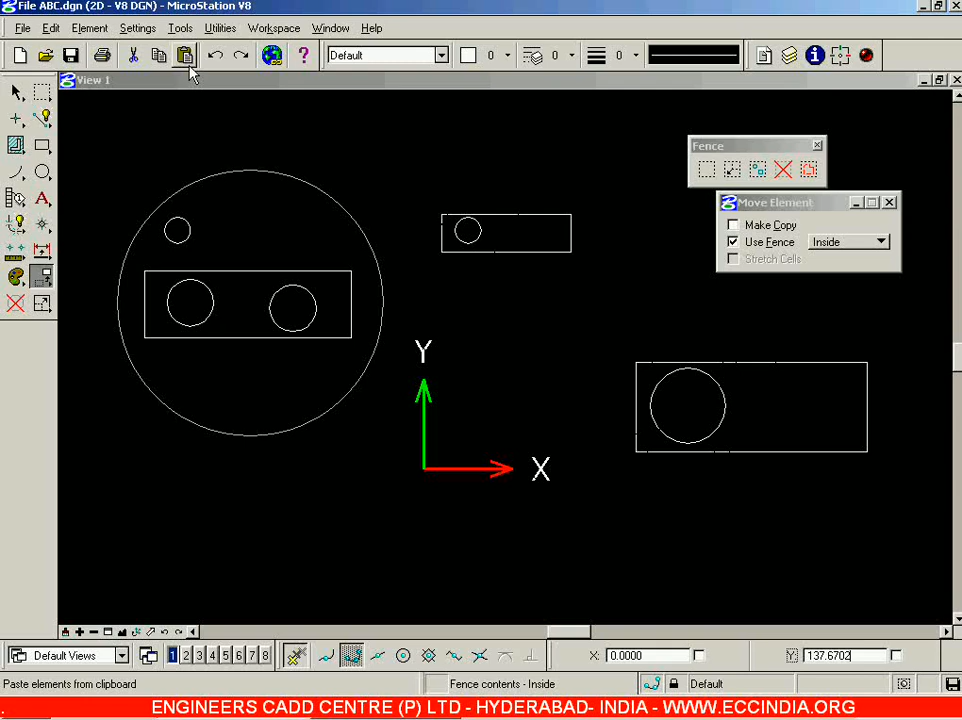 File ABC.dgn (2D - V8 DGN) - MicroStation V8
File Edit Element Settings Tools Utilities Workspace Window Help
Default 0 0 0
View 1
Fence
Move Element
Make Copy
Use Fence Inside
Stretch Cells
Y
X
Default Views 1 2 3 4 5 6 7 8 X: 0.0000 Y: 137.6702
Paste elements from clipboard Fence contents - Inside Default
. ENGINEERS CADD CENTRE (P) LTD - HYDERABAD- INDIA - WWW.ECCINDIA.ORG